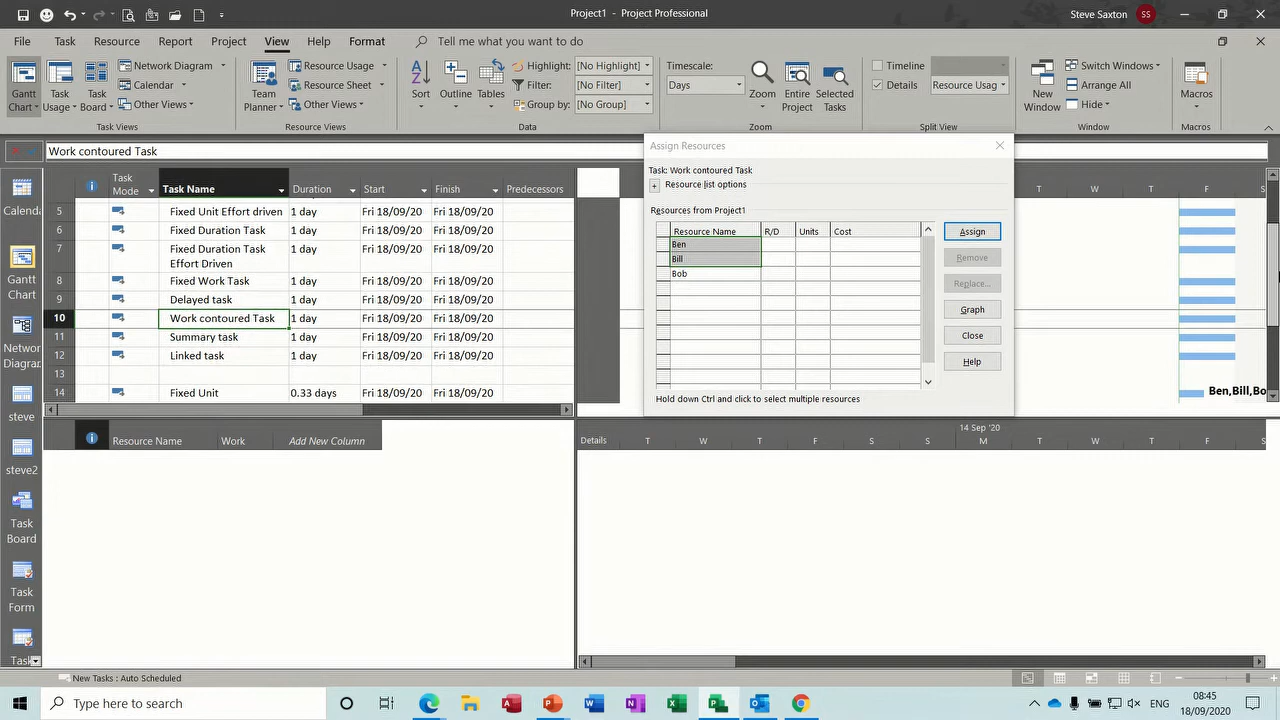 Project1 - Project Professional
Steve Saxton SS
File Task Resource Report Project View Help Format Tell me what you want to do
Gantt Chart
Task Usage
Task Board
Network Diagram
Calendar
Other Views
Task Views
Team Planner
Resource Usage
Resource Sheet
Other Views
Resource Views
Sort
Outline
Tables
Highlight: [No Highlight]
Filter: [No Filter]
Group by: [No Group]
Data
Timescale:
Days
Zoom
Entire Project
Selected Tasks
Zoom
Timeline
Details Resource Usag
Split View
New Window
Switch Windows
Arrange All
Hide
Window
Macros
Macros
Work contoured Task
Task Mode Task Name Duration Start Finish Predecessors
5 Fixed Unit Effort driven 1 day Fri 18/09/20 Fri 18/09/20
6 Fixed Duration Task 1 day Fri 18/09/20 Fri 18/09/20
7 Fixed Duration Task 1 day Fri 18/09/20 Fri 18/09/20
Effort Driven
8 Fixed Work Task 1 day Fri 18/09/20 Fri 18/09/20
9 Delayed task 1 day Fri 18/09/20 Fri 18/09/20
10 Work contoured Task 1 day Fri 18/09/20 Fri 18/09/20
11 Summary task 1 day Fri 18/09/20 Fri 18/09/20
12 Linked task 1 day Fri 18/09/20 Fri 18/09/20
13
14 Fixed Unit 0.33 days Fri 18/09/20 Fri 18/09/20
Assign Resources
Task: Work contoured Task
+ Resource list options
Resources from Project1
Resource Name R/D Units Cost
Ben
Bill
Bob
Assign
Remove
Replace...
Graph
Close
Help
Hold down Ctrl and click to select multiple resources
T W T F S
Ben,Bill,Bo
Calenda
Gantt Chart
Network Diagram
steve
steve2
Task Board
Task Form
Task
Resource Name Work Add New Column
14 Sep '20
Details T W T F S S M T W T F S
New Tasks : Auto Scheduled
Type here to search
ENG
08:45
18/09/2020